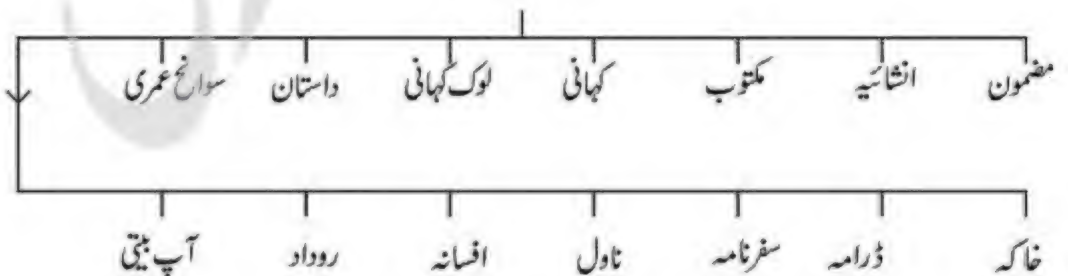 مضمون انشائیہ مکتوب کہانی لوک کہانی داستان سوانح عمری
خاکہ ڈرامہ سفرنامہ ناول افسانہ روداد آپ بیتی